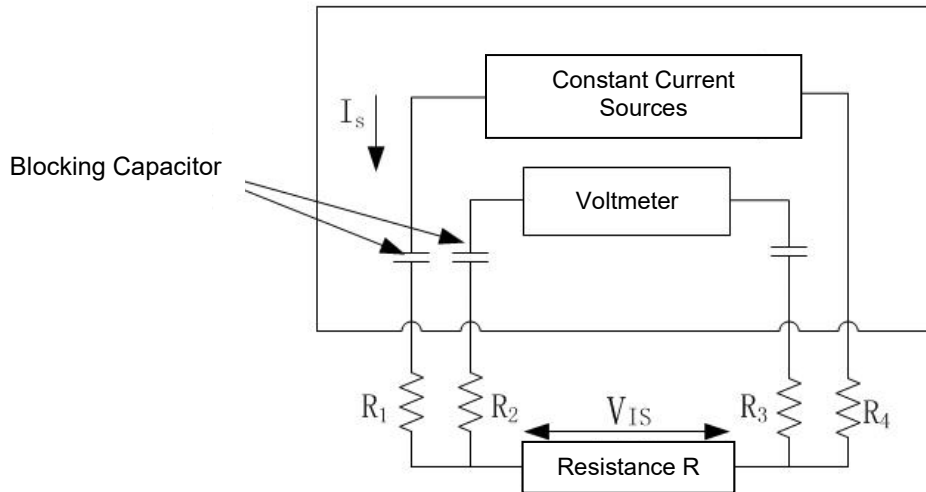 Constant Current
Sources
Is
Blocking Capacitor
Voltmeter
R1
R2
VIS
R3
R4
Resistance R